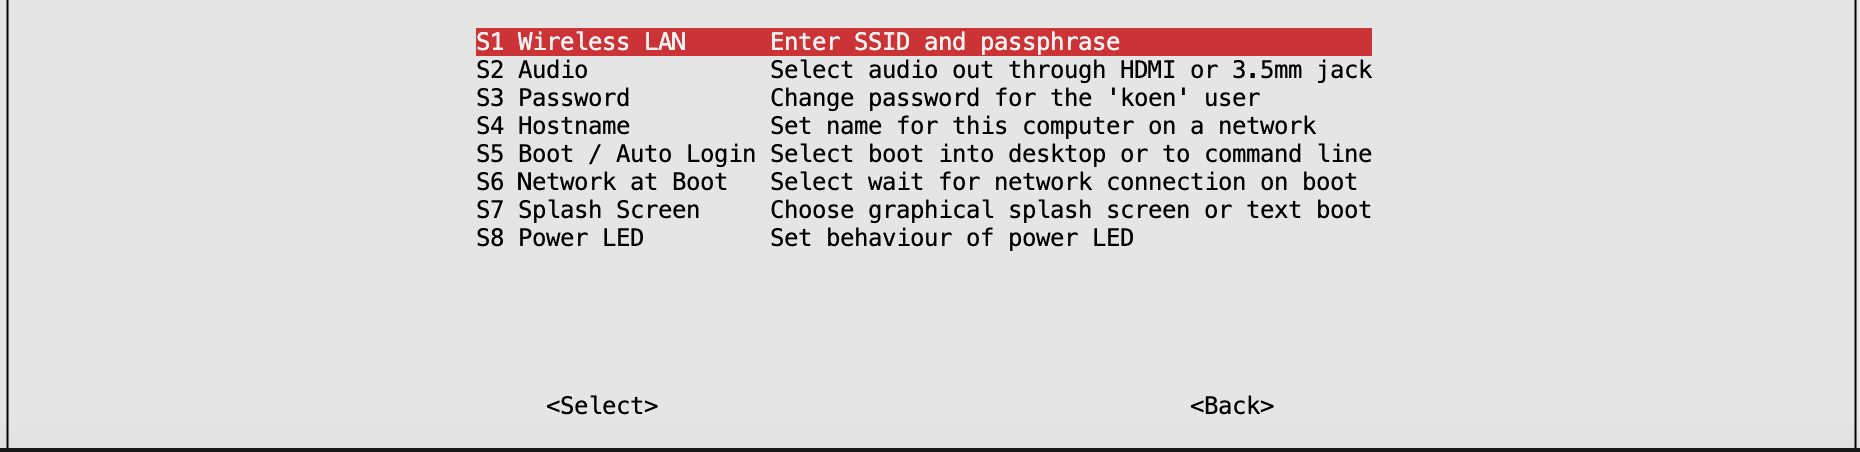 S1 Wireless LAN Enter SSID and passphrase
S2 Audio Select audio out through HDMI or 3.5mm jack
S3 Password Change password for the 'koen' user
S4 Hostname Set name for this computer on a network
S5 Boot / Auto Login Select boot into desktop or to command line
S6 Network at Boot Select wait for network connection on boot
S7 Splash Screen Choose graphical splash screen or text boot
S8 Power LED Set behaviour of power LED
<Select> <Back>